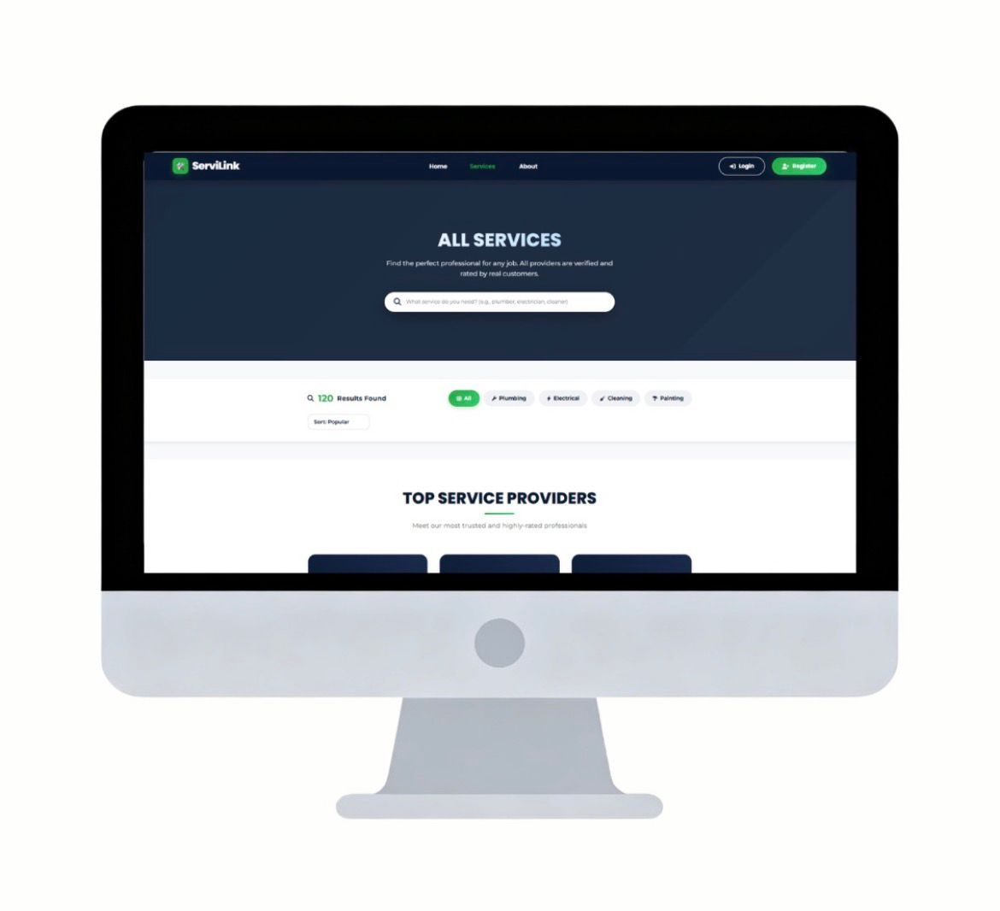 ServiLink
Home Services About
Login Register
ALL SERVICES
Find the perfect professional for any job. All providers are verified and
rated by real customers.
What service do you need? (e.g., plumber, electrician, cleaner)
120 Results Found
All Plumbing Electrical Cleaning Painting
Sort: Popular
TOP SERVICE PROVIDERS
Meet our most trusted and highly-rated professionals